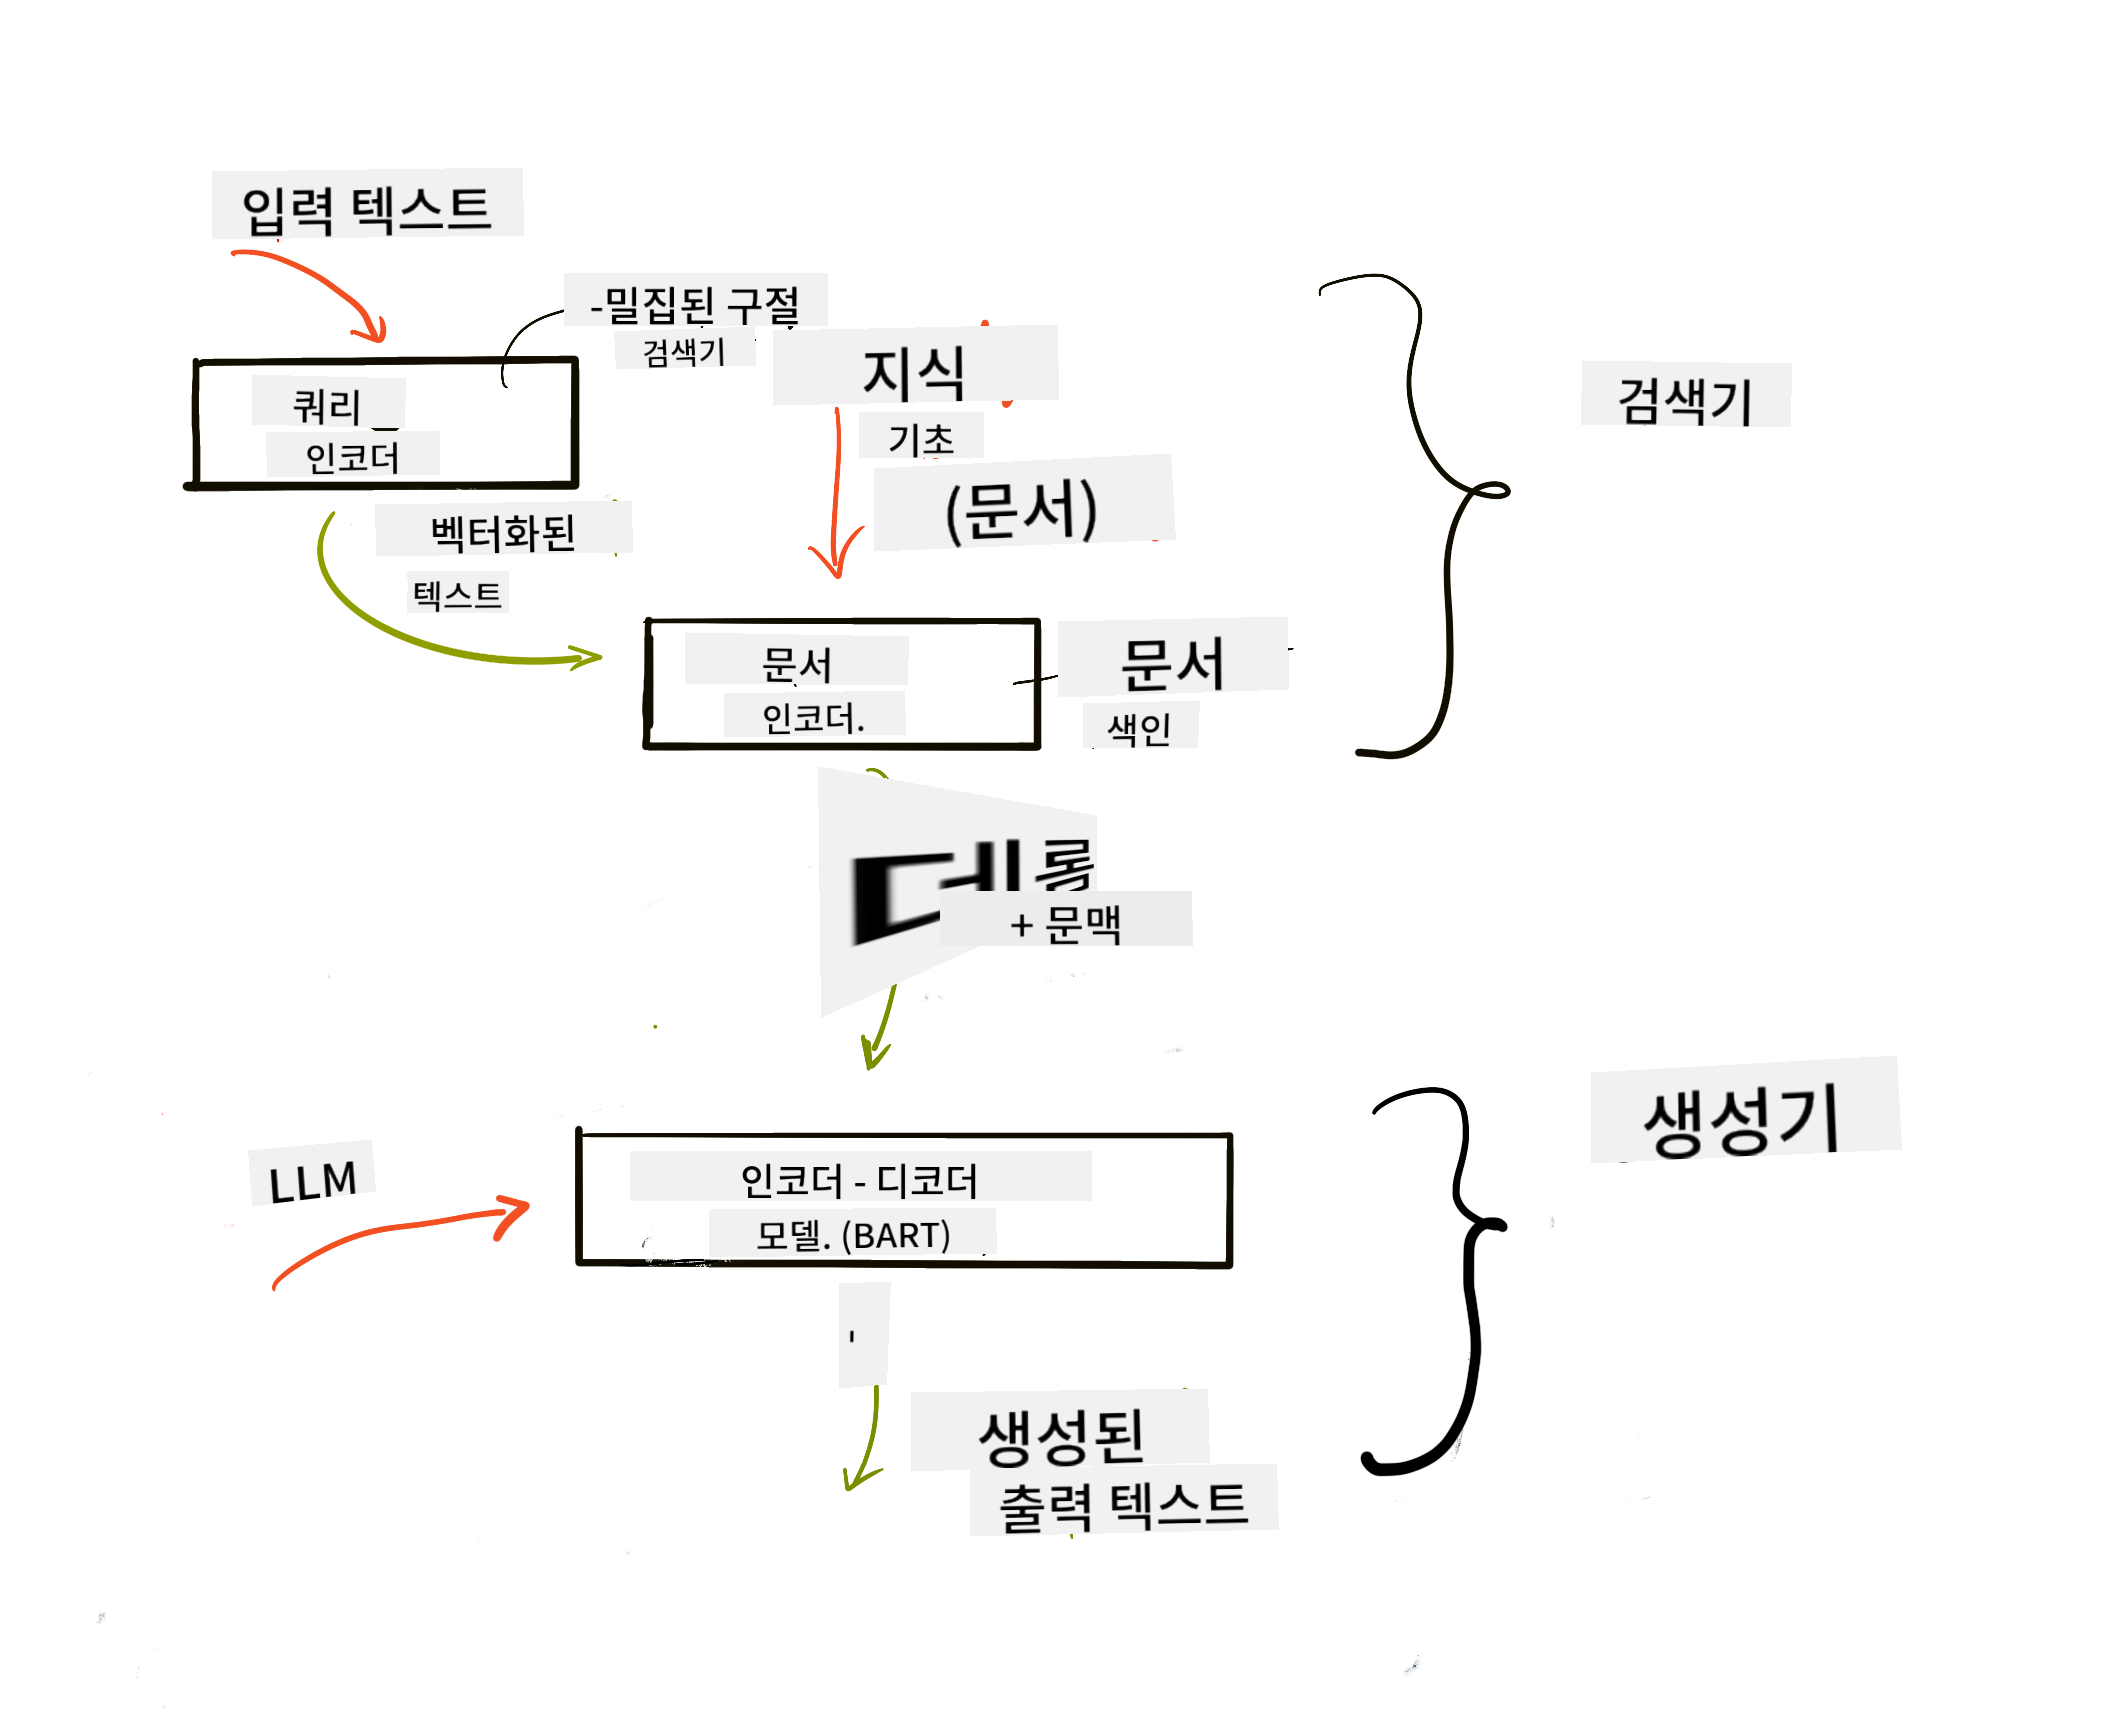 입력 텍스트
-밀집된 구절
검색기
쿼리
인코더
지식
기초
(문서)
검색기
벡터화된
텍스트
문서
인코더.
문서
색인
+ 문맥
생성기
LLM
인코더 - 디코더
모델. (BART)
생성된
출력 텍스트